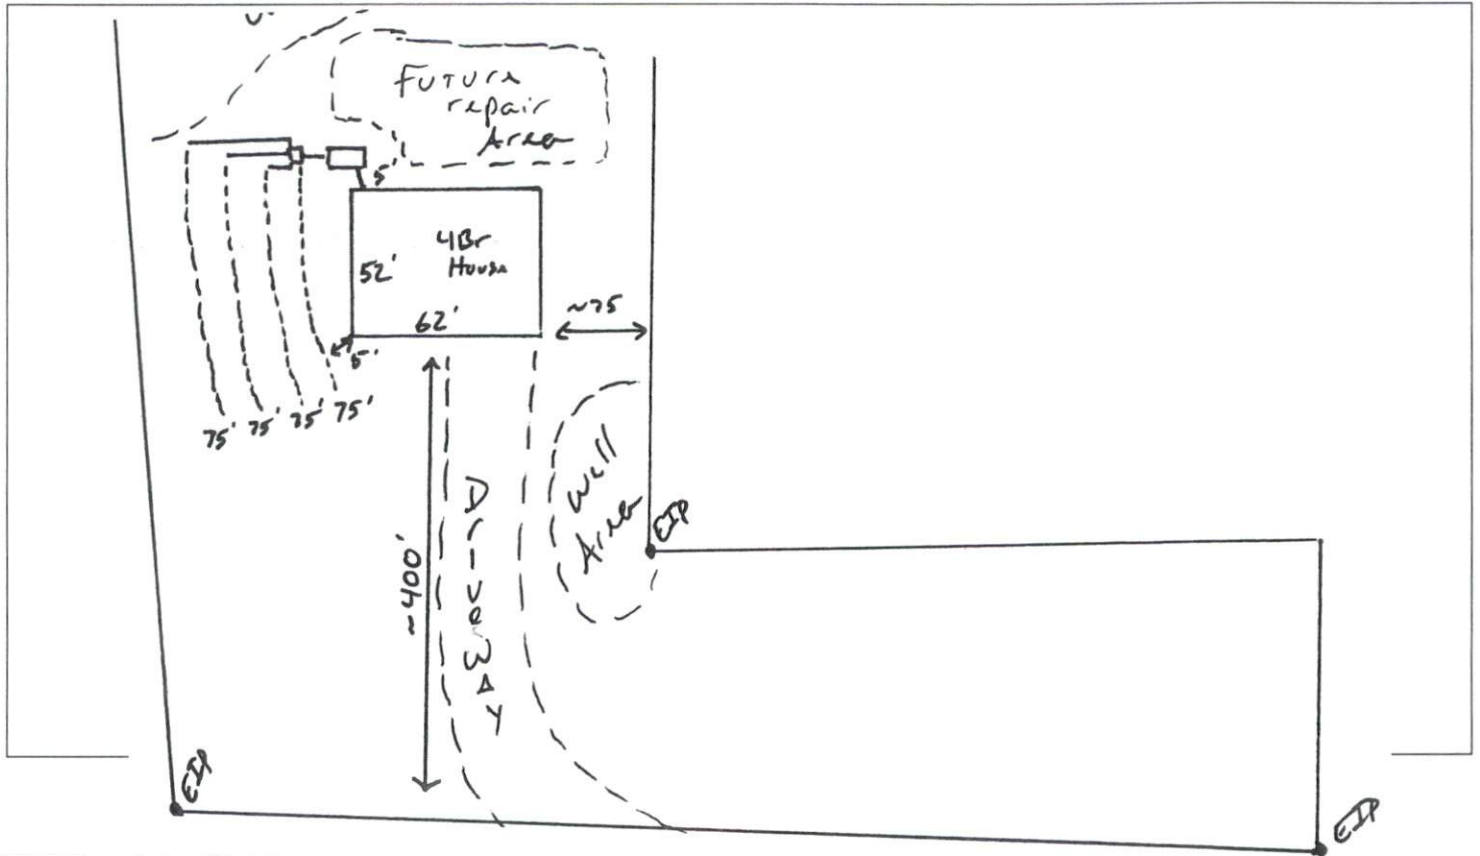 Future
repair
Area
5'
4Br
House
52'
62'
~75
5'
75' 75' 75' 75'
Well
Area
EIP
~400'
Driveway
EIP
EIP